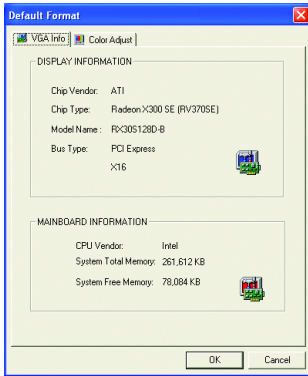 Default Format
VGA Info
Color Adjust
DISPLAY INFORMATION
Chip Vendor: ATI
Chip Type: Radeon X300 SE (RV370SE)
Model Name : RX30S128D-B
Bus Type: PCI Express
X16
MAINBOARD INFORMATION
CPU Vendor: Intel
System Total Memory: 261,612 KB
System Free Memory: 78,084 KB
OK
Cancel